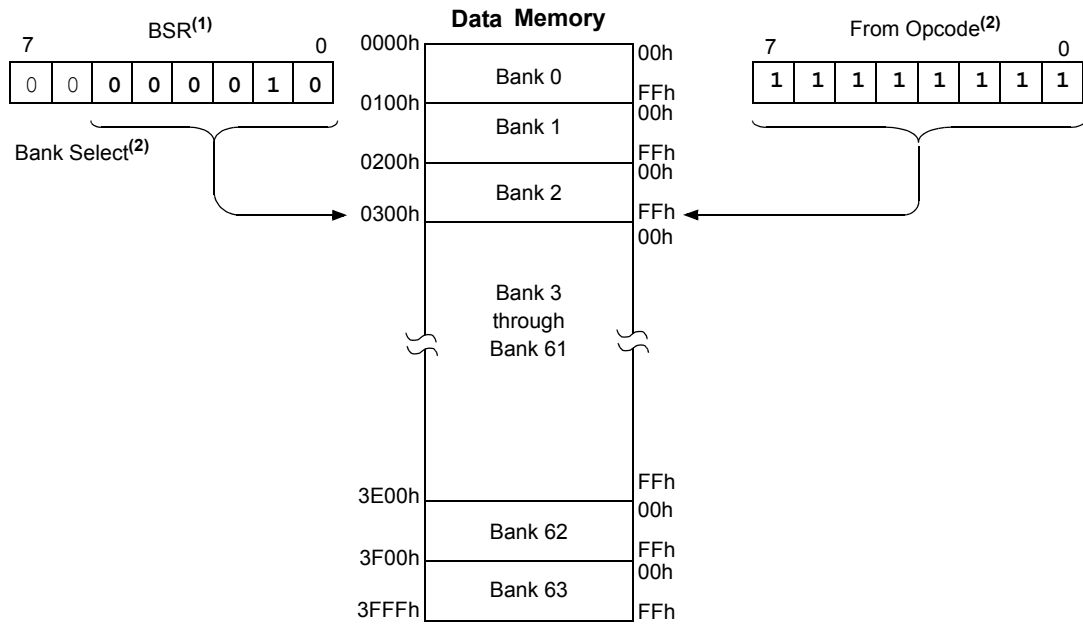 Data Memory
BSR(1)
7 0
0 0 0 0 0 0 1 0
Bank Select(2)
From Opcode(2)
7 0
1 1 1 1 1 1 1 1
0000h
00h
Bank 0
FFh
0100h
00h
Bank 1
FFh
0200h
00h
Bank 2
FFh
0300h
00h
Bank 3
through
Bank 61
FFh
3E00h
00h
Bank 62
FFh
3F00h
00h
Bank 63
FFh
3FFFh